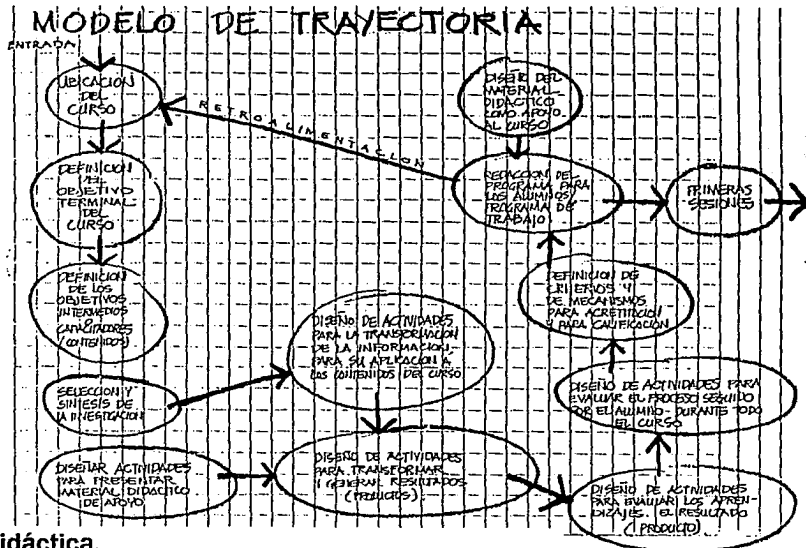 MODELO DE TRAYECTORIA
ENTRADA
UBICACION
DEL
CURSO
RETROALIMENTACION
DISEÑO DEL
MATERIAL
DIDACTICO
COMO APOYO
AL CURSO
DEFINICION
DEL
OBJETIVO
TERMINAL
DEL
CURSO
REDACCION DEL
PROGRAMA PARA
LOS ALUMNOS/
PROGRAMA DE
TRABAJO
PRIMERAS
SESIONES
DEFINICION
DE LOS
OBJETIVOS
INTERMEDIOS
CAPACITADORES
(CONTENIDOS)
DEFINICION DE
CRITERIOS Y
DE MECANISMOS
PARA
Y PARA CALIFICACION
DISEÑO DE ACTIVIDADES
PARA LA TRANSFORMACION
DE LA INFORMACION
PARA SU APLICACION A
LOS CONTENIDOS DEL CURSO
SELECCION Y
SINTESIS DE
LA INVESTIGACION
DISEÑO DE ACTIVIDADES PARA
EVALUAR EL PROCESO SEGUIDO
POR EL ALUMNO - DURANTE TODO
EL CURSO
DISEÑAR ACTIVIDADES
PARA PRESENTAR
MATERIAL DIDACTICO
DE APOYO
DISEÑO DE ACTIVIDADES
PARA TRANSFORMAR
Y GENERAR RESULTADOS
(PRODUCTOS).
DISEÑO DE ACTIVIDADES
PARA EVALUAR LOS APREN-
DIZAJES. EL RESULTADO
(PRODUCTO)
idáctica.